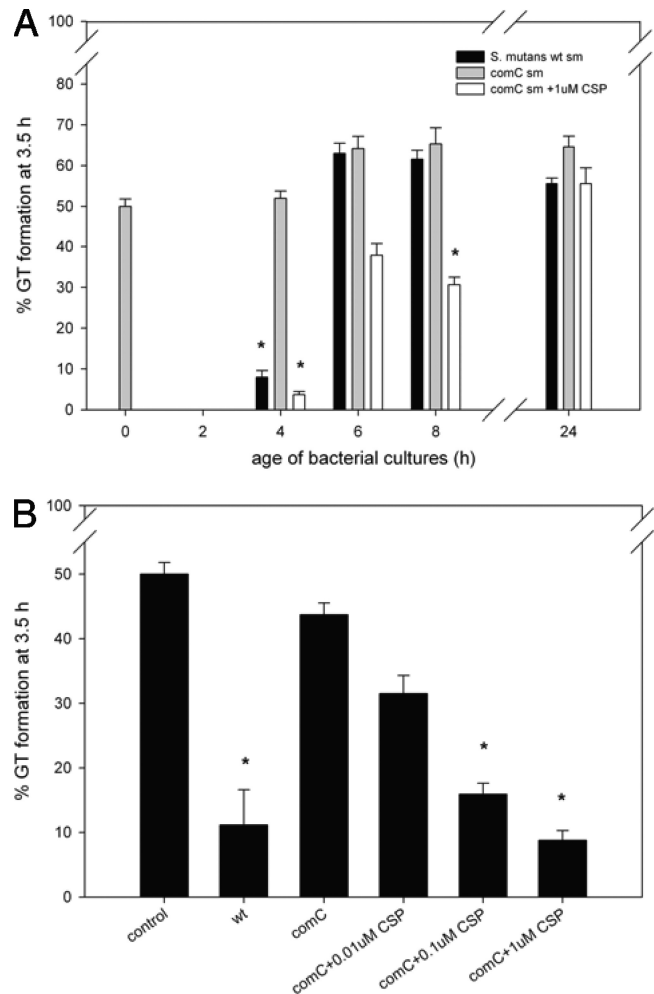 A
100
80
70
60
50
40
30
20
10
0
% GT formation at 3.5 h
S. mutans wt sm
comC sm
comC sm +1uM CSP
*
*
*
0
2
4
6
8
24
age of bacterial cultures (h)
B
100
50
40
30
20
10
0
% GT formation at 3.5 h
*
*
*
control
wt
comC
comC+0.01uM CSP
comC+0.1uM CSP
comC+1uM CSP